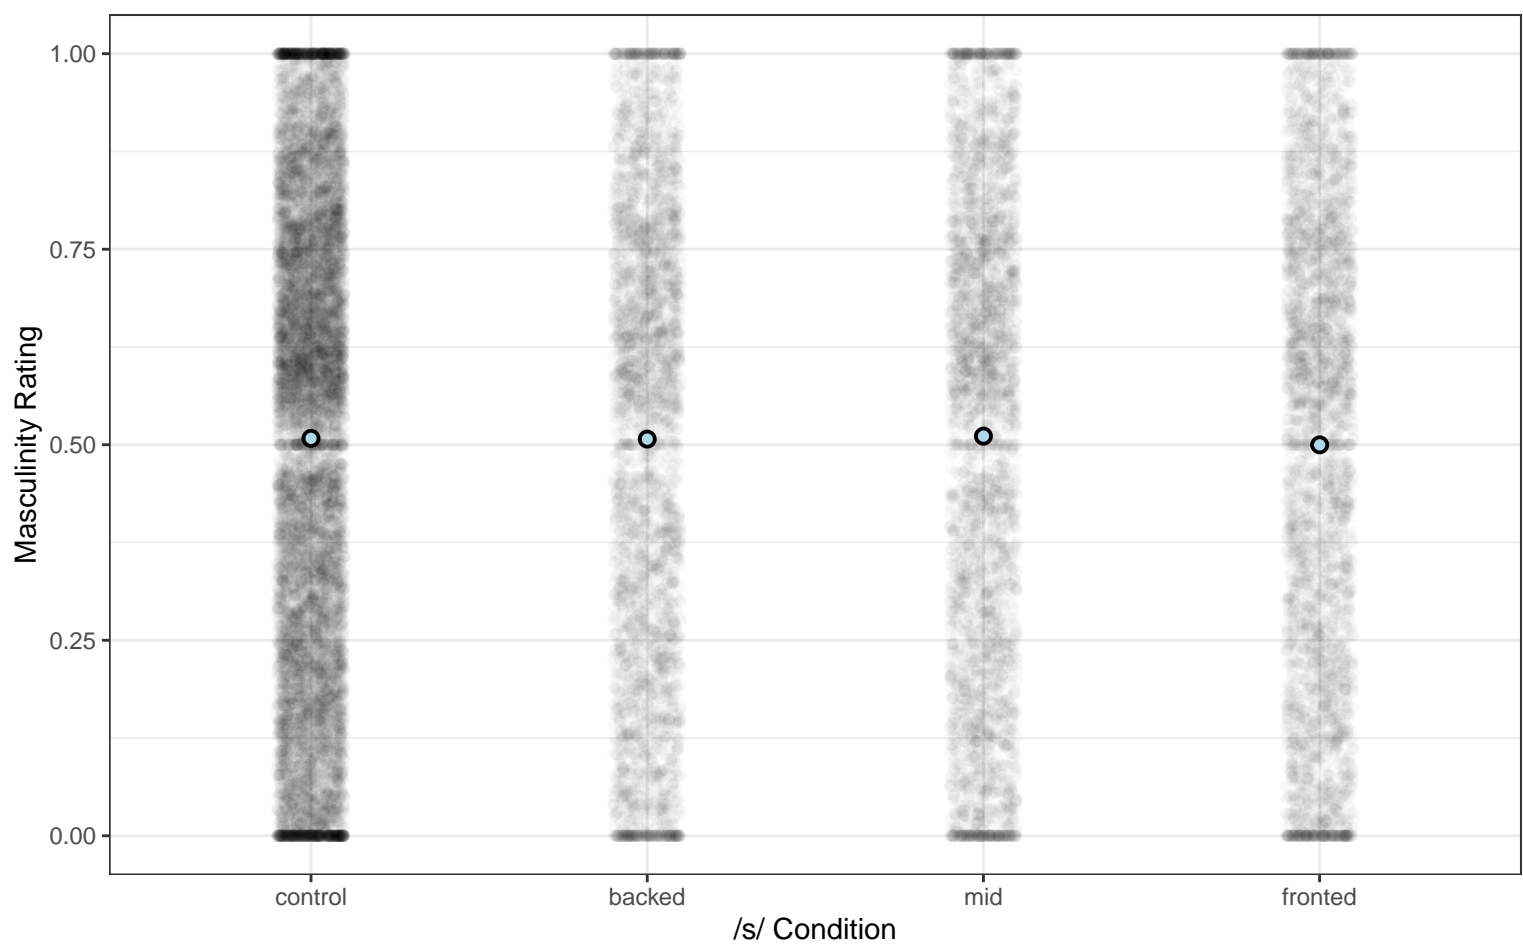 1.00
0.75
0.50
0.25
0.00
Masculinity Rating
control backed mid fronted
/s/ Condition